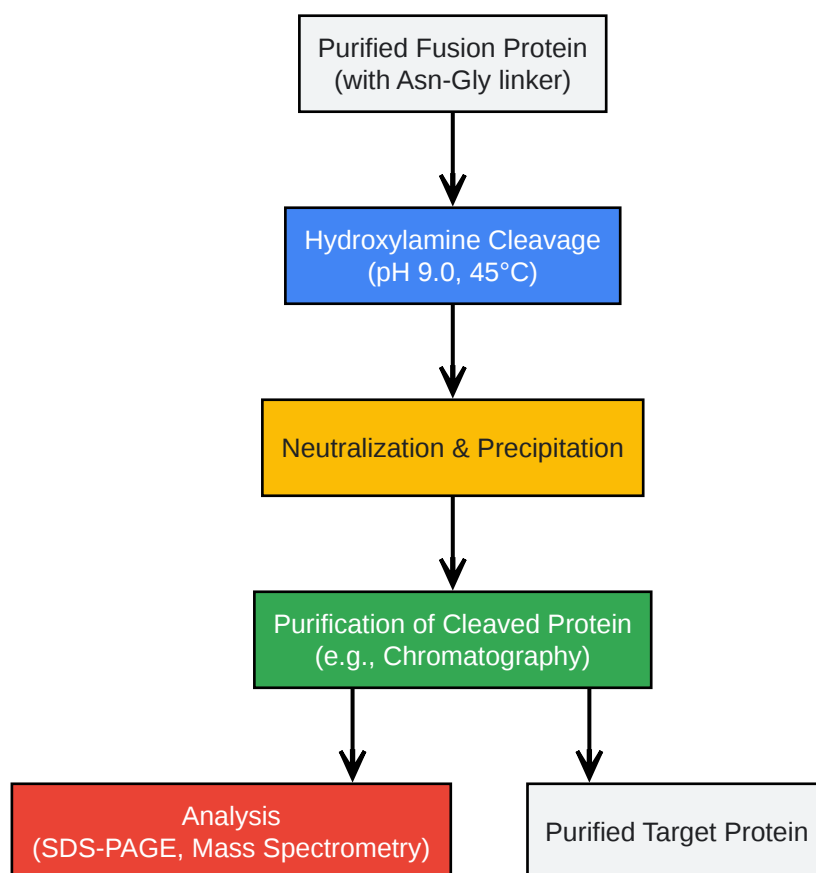 Purified Fusion Protein
(with Asn-Gly linker)
Hydroxylamine Cleavage
(pH 9.0, 45°C)
Neutralization & Precipitation
Purification of Cleaved Protein
(e.g., Chromatography)
Analysis
(SDS-PAGE, Mass Spectrometry)
Purified Target Protein